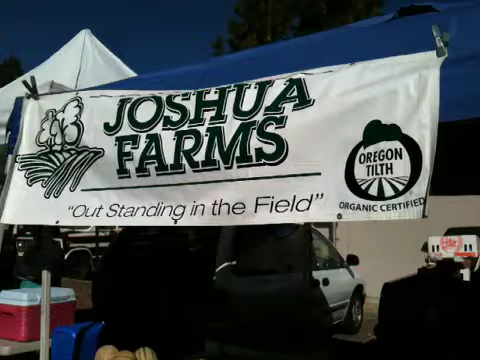 JOSHUA
FARMS
"Out Standing in the Field"
OREGON
TILTH
ORGANIC CERTIFIED